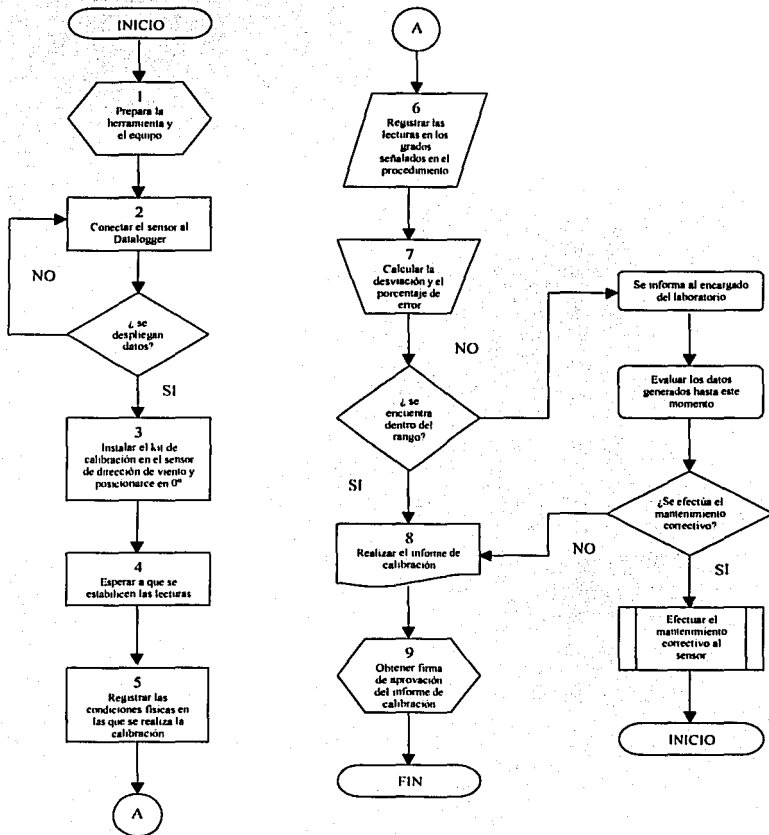 INICIO
1
Prepara la
herramienta y
el equipo
2
Conectar el sensor al
Datalogger
NO
¿ se
despliegan
datos?
SI
3
Instalar el kit de
calibración en el sensor
de dirección de viento y
posicionarce en 0°
4
Esperar a que se
estabilicen las lecturas
5
Registrar las
condiciones físicas en
las que se realiza la
calibración
A
A
6
Registrar las
lecturas en los
grados
señalados en el
procedimiento
7
Calcular la
desviación y el
porcentaje de
error
NO
¿ se
encuentra
dentro del
rango?
SI
8
Realizar el informe de
calibración
9
Obtener firma
de aprovación
del informe de
calibración
FIN
Se informa al encargado
del laboratorio
Evaluar los datos
generados hasta este
momento
¿Se efectúa el
mantenimiento
correctivo?
NO
SI
Efectuar el
mantenimiento
correctivo al
sensor
INICIO